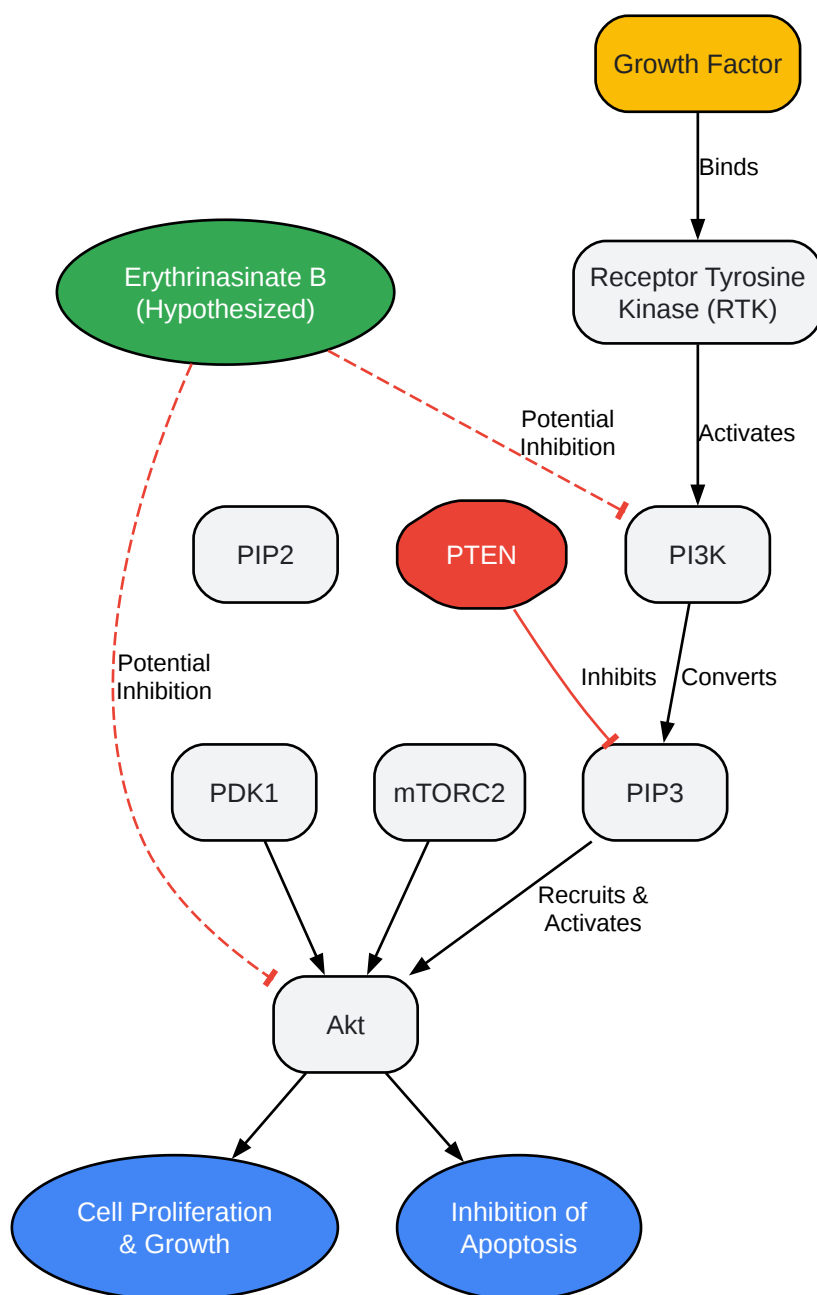 Growth Factor
Binds
Erythrinasinate B
(Hypothesized)
Receptor Tyrosine
Kinase (RTK)
Potential
Inhibition
Activates
PIP2
PTEN
PI3K
Potential
Inhibition
Inhibits
Converts
PDK1
mTORC2
PIP3
Recruits &
Activates
Akt
Cell Proliferation
& Growth
Inhibition of
Apoptosis